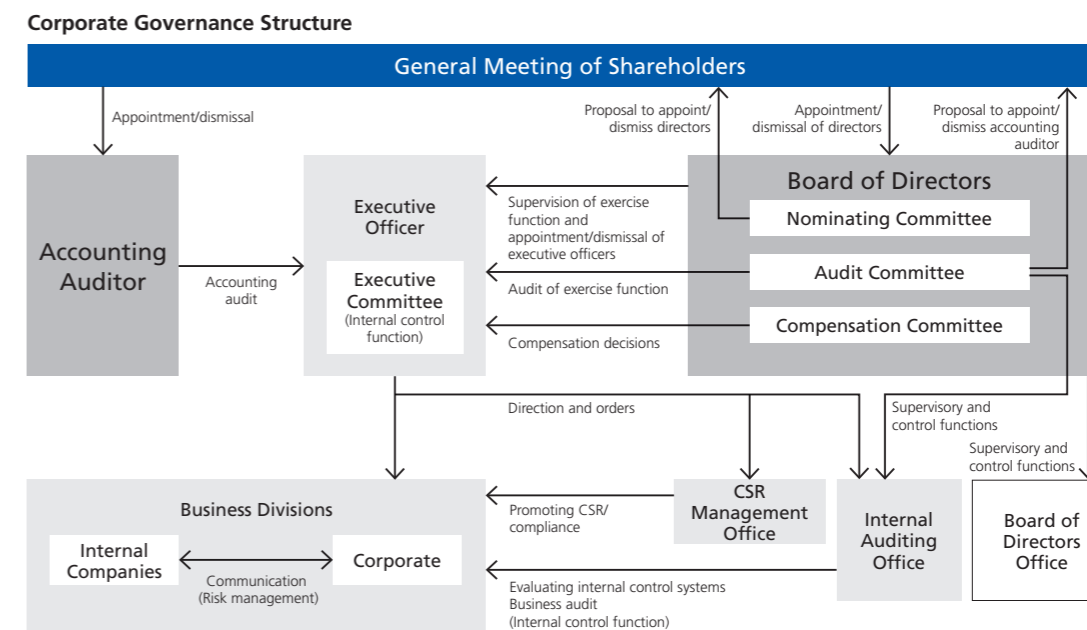 Corporate Governance Structure
General Meeting of Shareholders
Appointment/dismissal
Proposal to appoint/
dismiss directors
Appointment/
dismissal of directors
Proposal to appoint/
dismiss accounting
auditor
Accounting
Auditor
Accounting
audit
Executive
Officer
Executive
Committee
(Internal control
function)
Supervision of exercise
function and
appointment/dismissal of
executive officers
Audit of exercise function
Compensation decisions
Board of Directors
Nominating Committee
Audit Committee
Compensation Committee
Direction and orders
Supervisory and
control functions
Supervisory and
control functions
Business Divisions
Internal
Companies
Communication
(Risk management)
Corporate
Promoting CSR/
compliance
CSR
Management
Office
Evaluating internal control systems
Business audit
(Internal control function)
Internal
Auditing
Office
Board of
Directors
Office